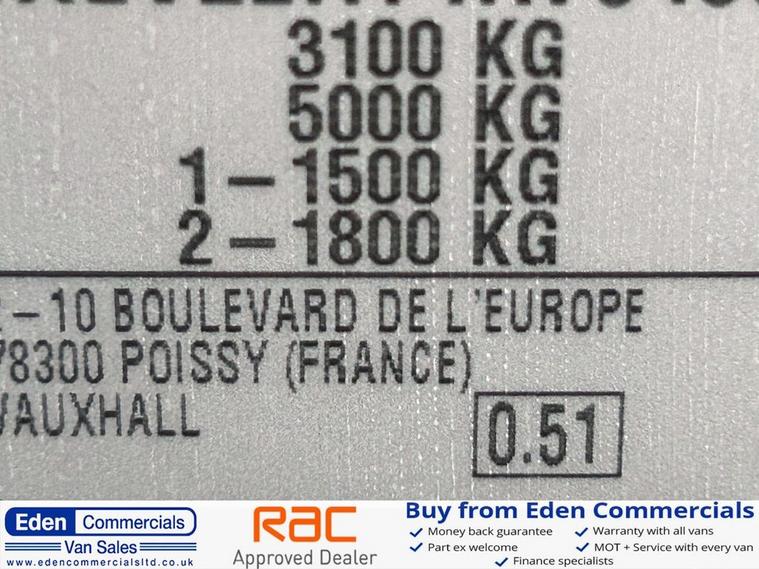 3100 KG
5000 KG
1 – 1500 KG
2 – 1800 KG
–10 BOULEVARD DE L'EUROPE
78300 POISSY (FRANCE)
VAUXHALL
0.51
Eden Commercials
Van Sales
www.edencommercialsltd.co.uk
RAC
Approved Dealer
Buy from Eden Commercials
Money back guarantee
Warranty with all vans
Part ex welcome
MOT + Service with every van
Finance specialists